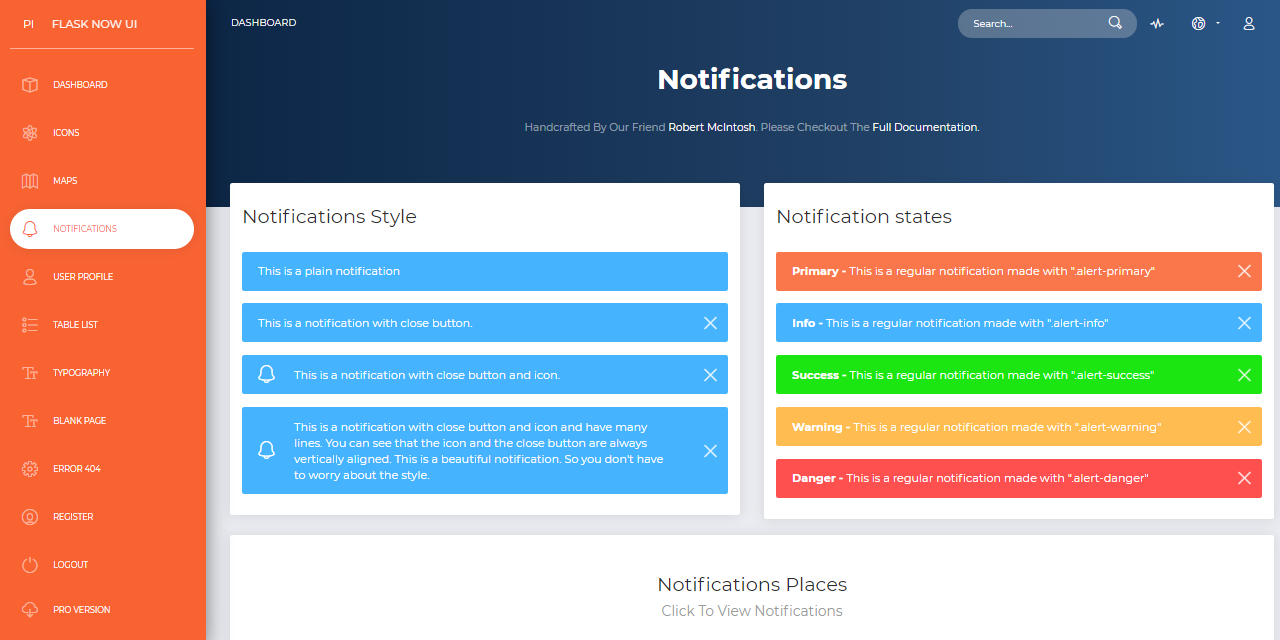 PI FLASK NOW UI
DASHBOARD
ICONS
MAPS
NOTIFICATIONS
USER PROFILE
TABLE LIST
TYPOGRAPHY
BLANK PAGE
ERROR 404
REGISTER
LOGOUT
PRO VERSION
DASHBOARD
Search...
Notifications
Handcrafted By Our Friend Robert McIntosh. Please Checkout The Full Documentation.
Notifications Style
This is a plain notification
This is a notification with close button.
This is a notification with close button and icon.
This is a notification with close button and icon and have many
lines. You can see that the icon and the close button are always
vertically aligned. This is a beautiful notification. So you don't have
to worry about the style.
Notification states
Primary - This is a regular notification made with ".alert-primary"
Info - This is a regular notification made with ".alert-info"
Success - This is a regular notification made with ".alert-success"
Warning - This is a regular notification made with ".alert-warning"
Danger - This is a regular notification made with ".alert-danger"
Notifications Places
Click To View Notifications